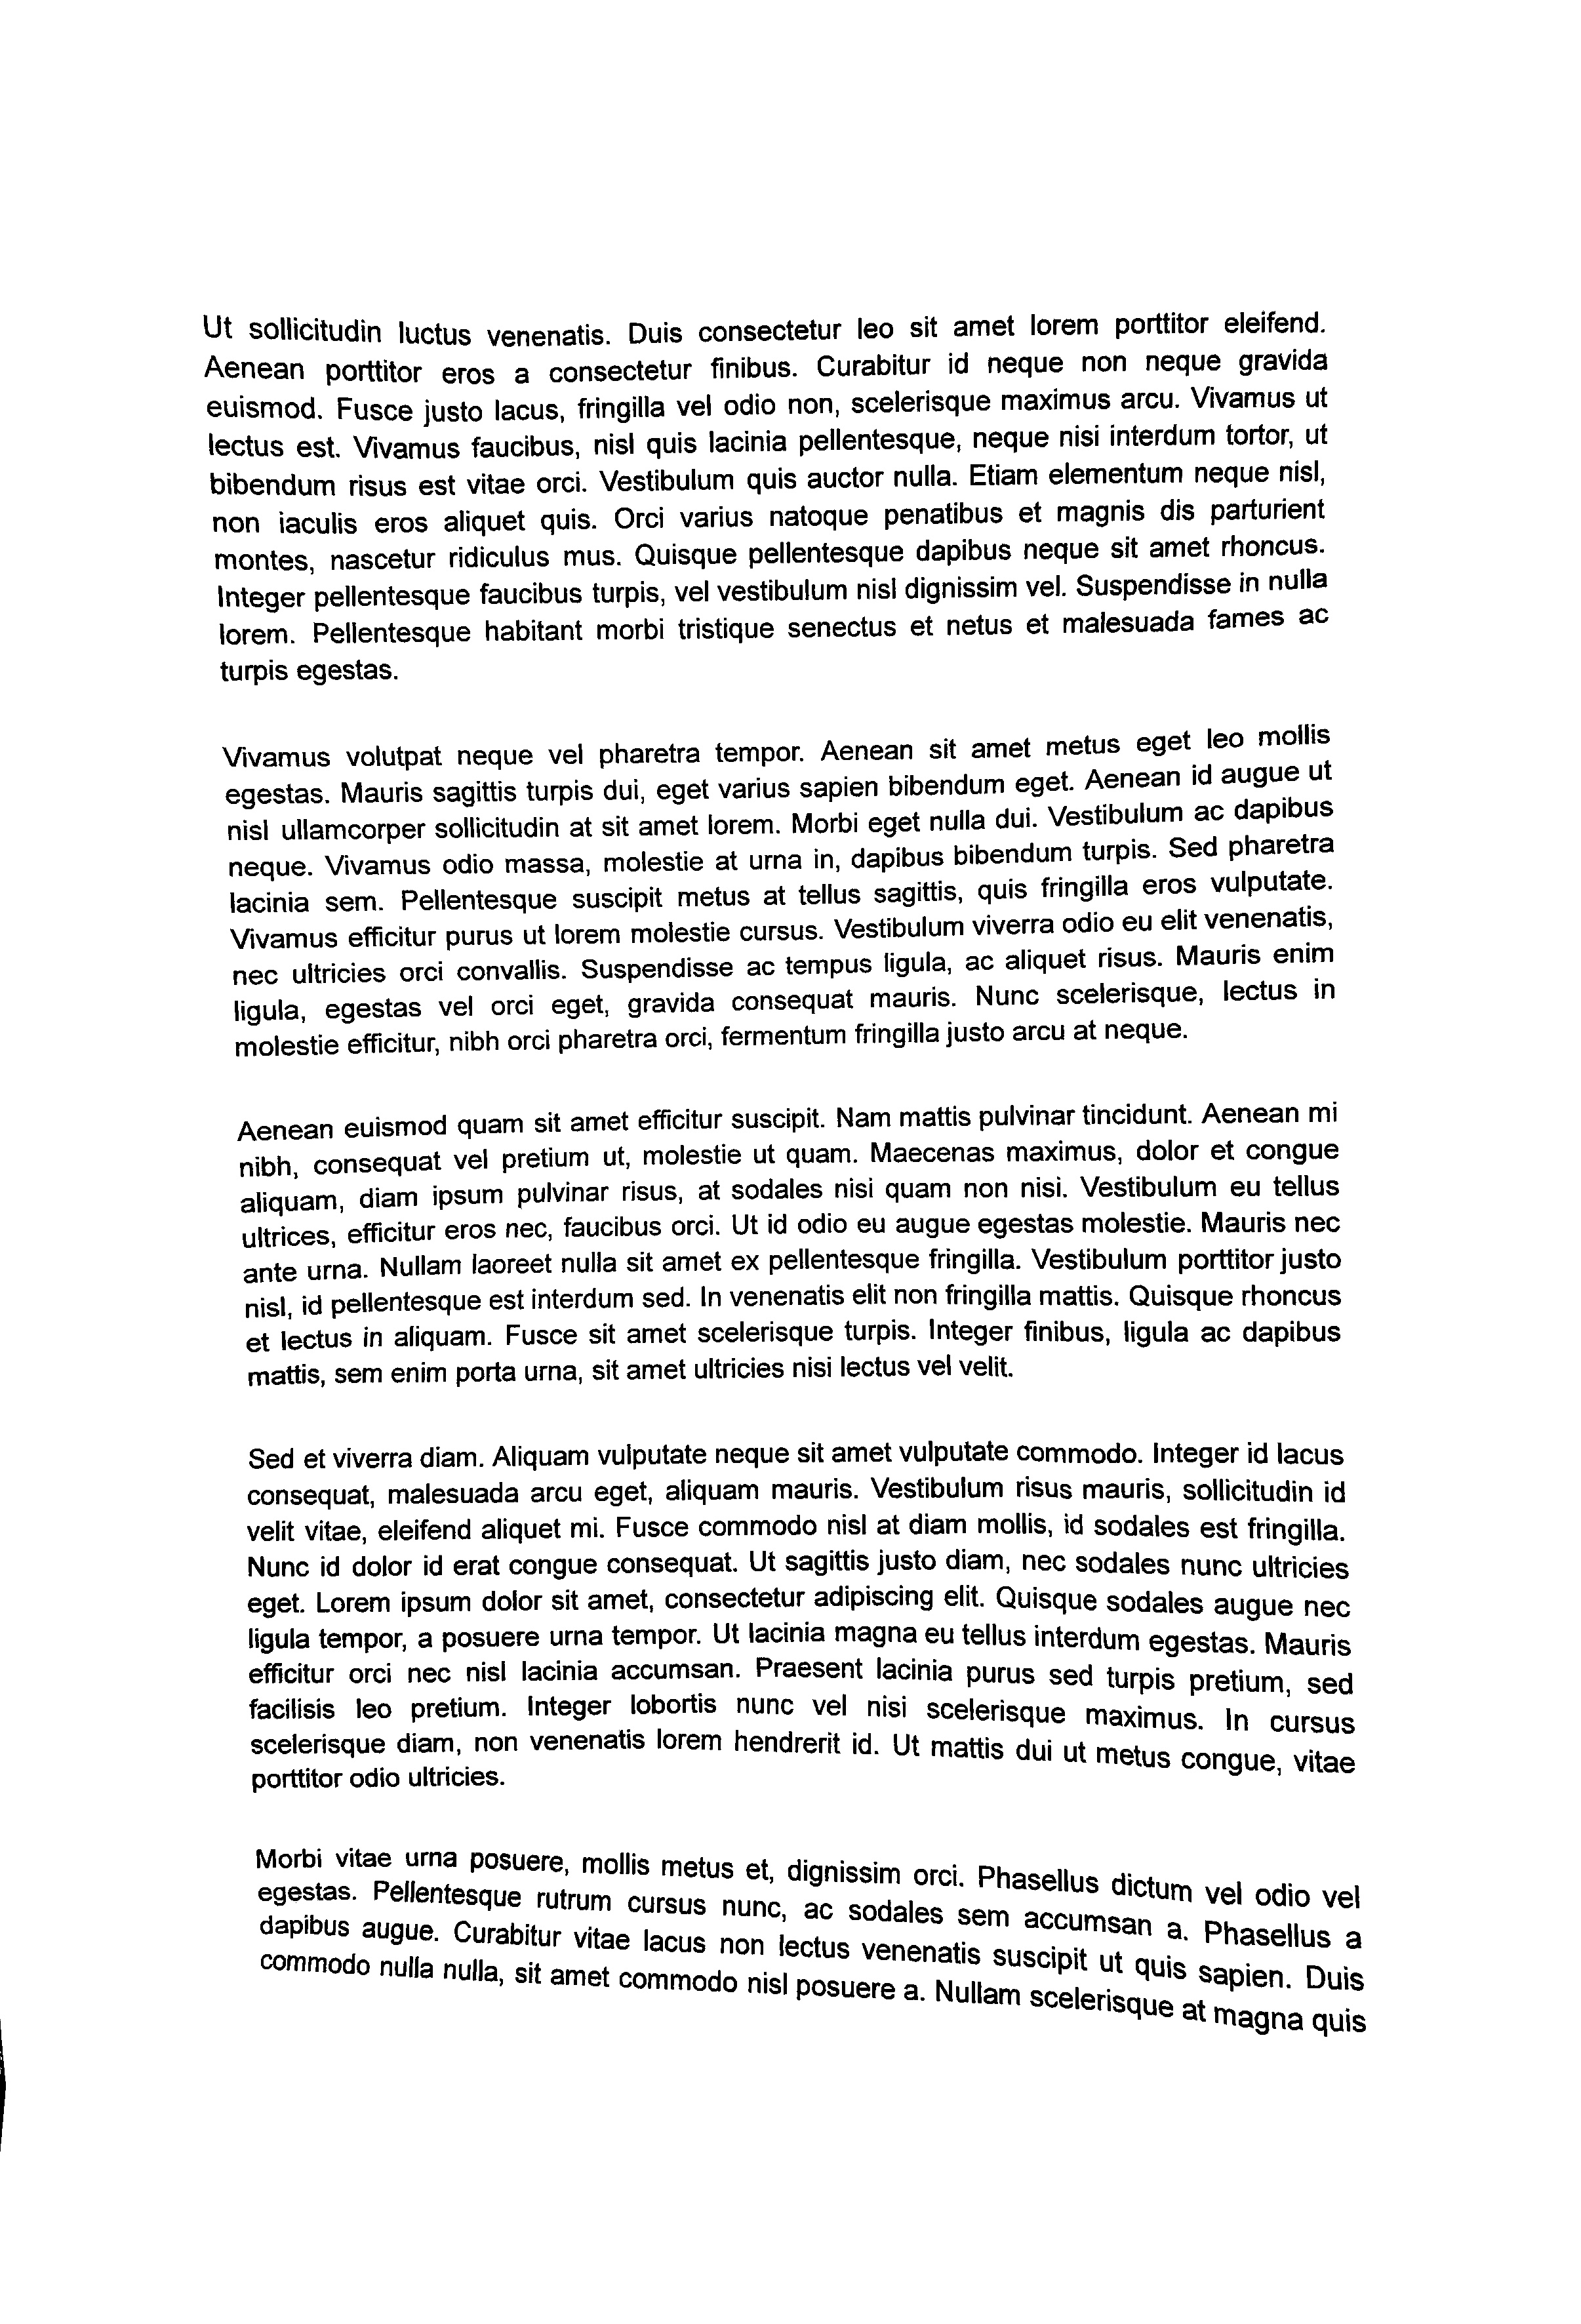 Ut sollicitudin luctus venenatis. Duis consectetur leo sit amet lorem porttitor eleifend.
Aenean porttitor eros a consectetur finibus. Curabitur id neque non neque gravida
euismod. Fusce justo lacus, fringilla vel odio non, scelerisque maximus arcu. Vivamus ut
lectus est. Vivamus faucibus, nisl quis lacinia pellentesque, neque nisi interdum tortor, ut
bibendum risus est vitae orci. Vestibulum quis auctor nulla. Etiam elementum neque nisl,
non iaculis eros aliquet quis. Orci varius natoque penatibus et magnis dis parturient
montes, nascetur ridiculus mus. Quisque pellentesque dapibus neque sit amet rhoncus.
Integer pellentesque faucibus turpis, vel vestibulum nisl dignissim vel. Suspendisse in nulla
lorem. Pellentesque habitant morbi tristique senectus et netus et malesuada fames ac
turpis egestas.
Vivamus volutpat neque vel pharetra tempor. Aenean sit amet metus eget leo mollis
egestas. Mauris sagittis turpis dui, eget varius sapien bibendum eget. Aenean id augue ut
nisl ullamcorper sollicitudin at sit amet lorem. Morbi eget nulla dui. Vestibulum ac dapibus
neque. Vivamus odio massa, molestie at urna in, dapibus bibendum turpis. Sed pharetra
lacinia sem. Pellentesque suscipit metus at tellus sagittis, quis fringilla eros vulputate.
Vivamus efficitur purus ut lorem molestie cursus. Vestibulum viverra odio eu elit venenatis,
nec ultricies orci convallis. Suspendisse ac tempus ligula, ac aliquet risus. Mauris enim
ligula, egestas vel orci eget, gravida consequat mauris. Nunc scelerisque, lectus in
molestie efficitur, nibh orci pharetra orci, fermentum fringilla justo arcu at neque.
Aenean euismod quam sit amet efficitur suscipit. Nam mattis pulvinar tincidunt. Aenean mi
nibh, consequat vel pretium ut, molestie ut quam. Maecenas maximus, dolor et congue
aliquam, diam ipsum pulvinar risus, at sodales nisi quam non nisi. Vestibulum eu tellus
ultrices, efficitur eros nec, faucibus orci. Ut id odio eu augue egestas molestie. Mauris nec
ante urna. Nullam laoreet nulla sit amet ex pellentesque fringilla. Vestibulum porttitor justo
nisl, id pellentesque est interdum sed. In venenatis elit non fringilla mattis. Quisque rhoncus
et lectus in aliquam. Fusce sit amet scelerisque turpis. Integer finibus, ligula ac dapibus
mattis, sem enim porta urna, sit amet ultricies nisi lectus vel velit.
Sed et viverra diam. Aliquam vulputate neque sit amet vulputate commodo. Integer id lacus
consequat, malesuada arcu eget, aliquam mauris. Vestibulum risus mauris, sollicitudin id
velit vitae, eleifend aliquet mi. Fusce commodo nisl at diam mollis, id sodales est fringilla.
Nunc id dolor id erat congue consequat. Ut sagittis justo diam, nec sodales nunc ultricies
eget. Lorem ipsum dolor sit amet, consectetur adipiscing elit. Quisque sodales augue nec
ligula tempor, a posuere urna tempor. Ut lacinia magna eu tellus interdum egestas. Mauris
efficitur orci nec nisl lacinia accumsan. Praesent lacinia purus sed turpis pretium, sed
facilisis leo pretium. Integer lobortis nunc vel nisi scelerisque maximus. In cursus
scelerisque diam, non venenatis lorem hendrerit id. Ut mattis dui ut metus congue, vitae
porttitor odio ultricies.
Morbi vitae urna posuere, mollis metus et, dignissim orci. Phasellus dictum vel odio vel
egestas. Pellentesque rutrum cursus nunc, ac sodales sem accumsan a. Phasellus a
dapibus augue. Curabitur vitae lacus non lectus venenatis suscipit ut quis sapien. Duis
commodo nulla nulla, sit amet commodo nisl posuere a. Nullam scelerisque at magna quis